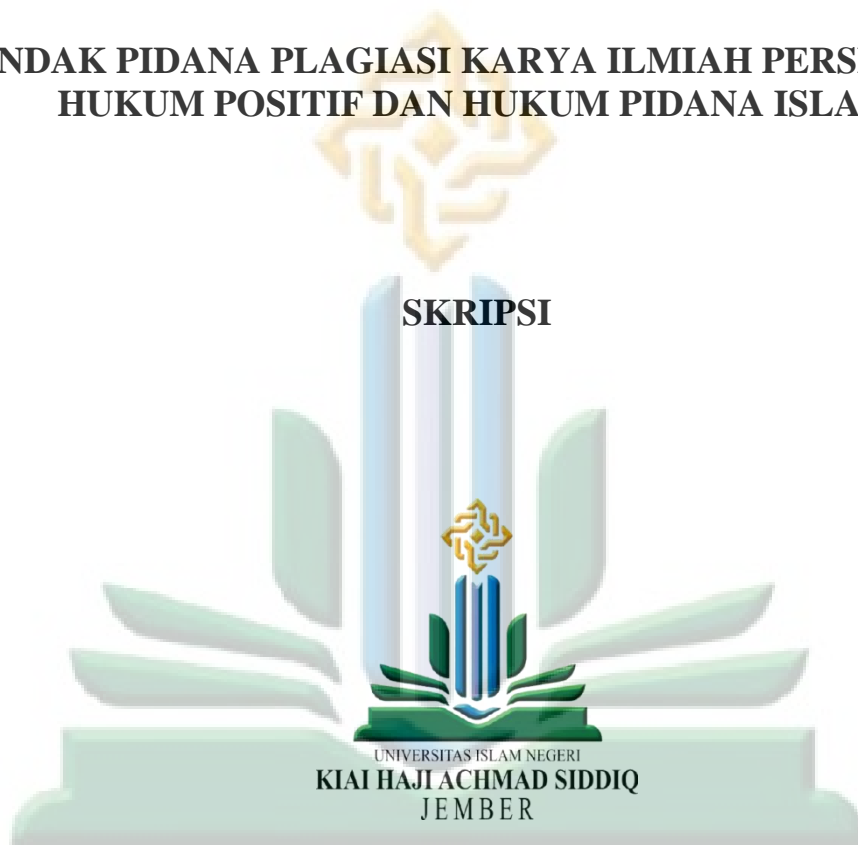 NDAK PIDANA PLAGIASI KARYA ILMIAH PERS
HUKUM POSITIF DAN HUKUM PIDANA ISLA
SKRIPSI
UNIVERSITAS ISLAM NEGERI
KIAI HAJI ACHMAD SIDDIQ
JEMBER